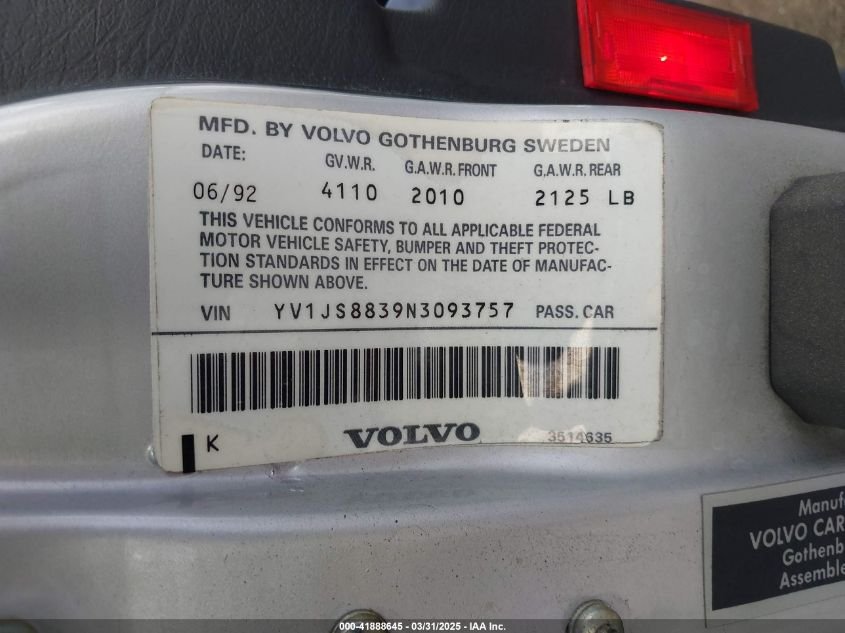 MFD. BY VOLVO GOTHENBURG SWEDEN
DATE: GV.W.R. G.A.W.R. FRONT G.A.W.R. REAR
06/92 4110 2010 2125 LB
THIS VEHICLE CONFORMS TO ALL APPLICABLE FEDERAL
MOTOR VEHICLE SAFETY, BUMPER AND THEFT PROTEC-
TION STANDARDS IN EFFECT ON THE DATE OF MANUFAC-
TURE SHOWN ABOVE.
VIN YV1JS8839N3093757 PASS. CAR
K VOLVO 3514635
Manuf
VOLVO CAR
Gothenb
Assemble
000-41888645 - 03/31/2025 - IAA Inc.